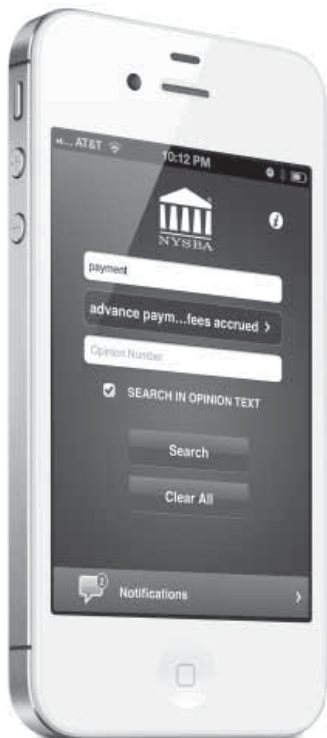 AT&T
10:12 PM
NYSBA
payment
advance paym...fees accrued >
Opinion Number
SEARCH IN OPINION TEXT
Search
Clear All
2
Notifications >